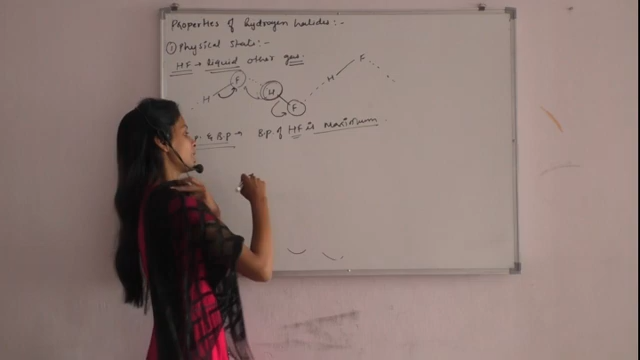 Properties of hydrogen halides :-
① Physical State :-
HF → liquid other gas
H F H F H F
p. & B.p → B.p. of HF is Maximum